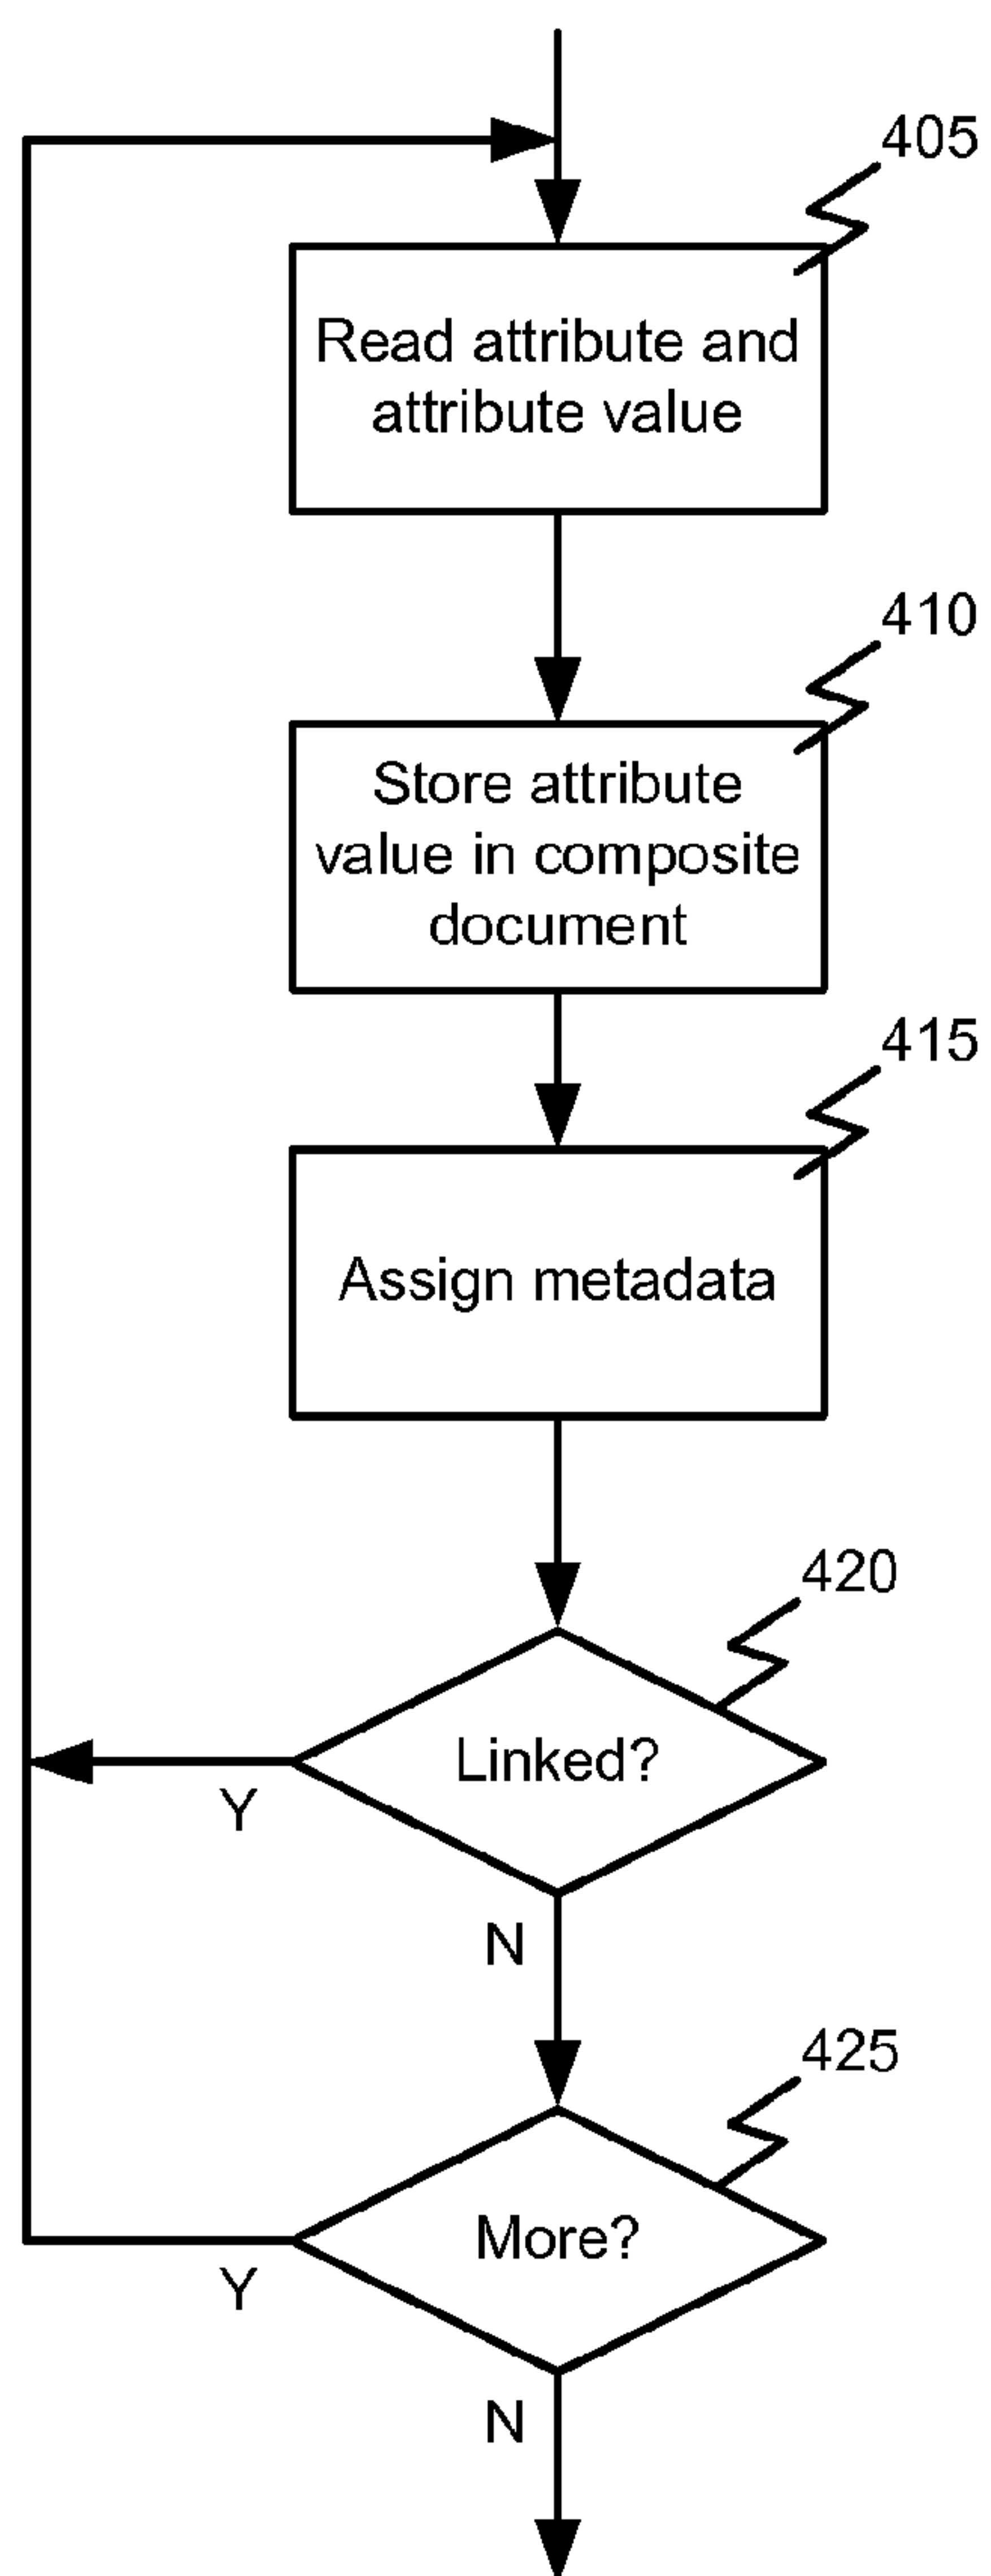 405
Read attribute and
attribute value
410
Store attribute
value in composite
document
415
Assign metadata
420
Linked?
Y
N
425
More?
Y
N